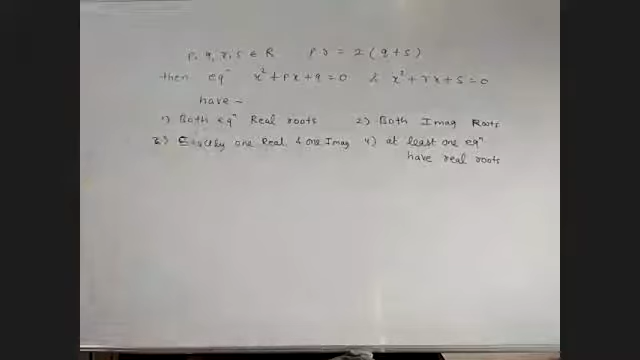 p, q, r, s ∈ R  p r = 2 (q + s)
then eqⁿ x² + px + q = 0 & x² + rx + s = 0
have -
1) Both eqⁿ Real roots  2) Both Imag Roots
3) Exactly one Real & one Imag  4) at least one eqⁿ
have real roots